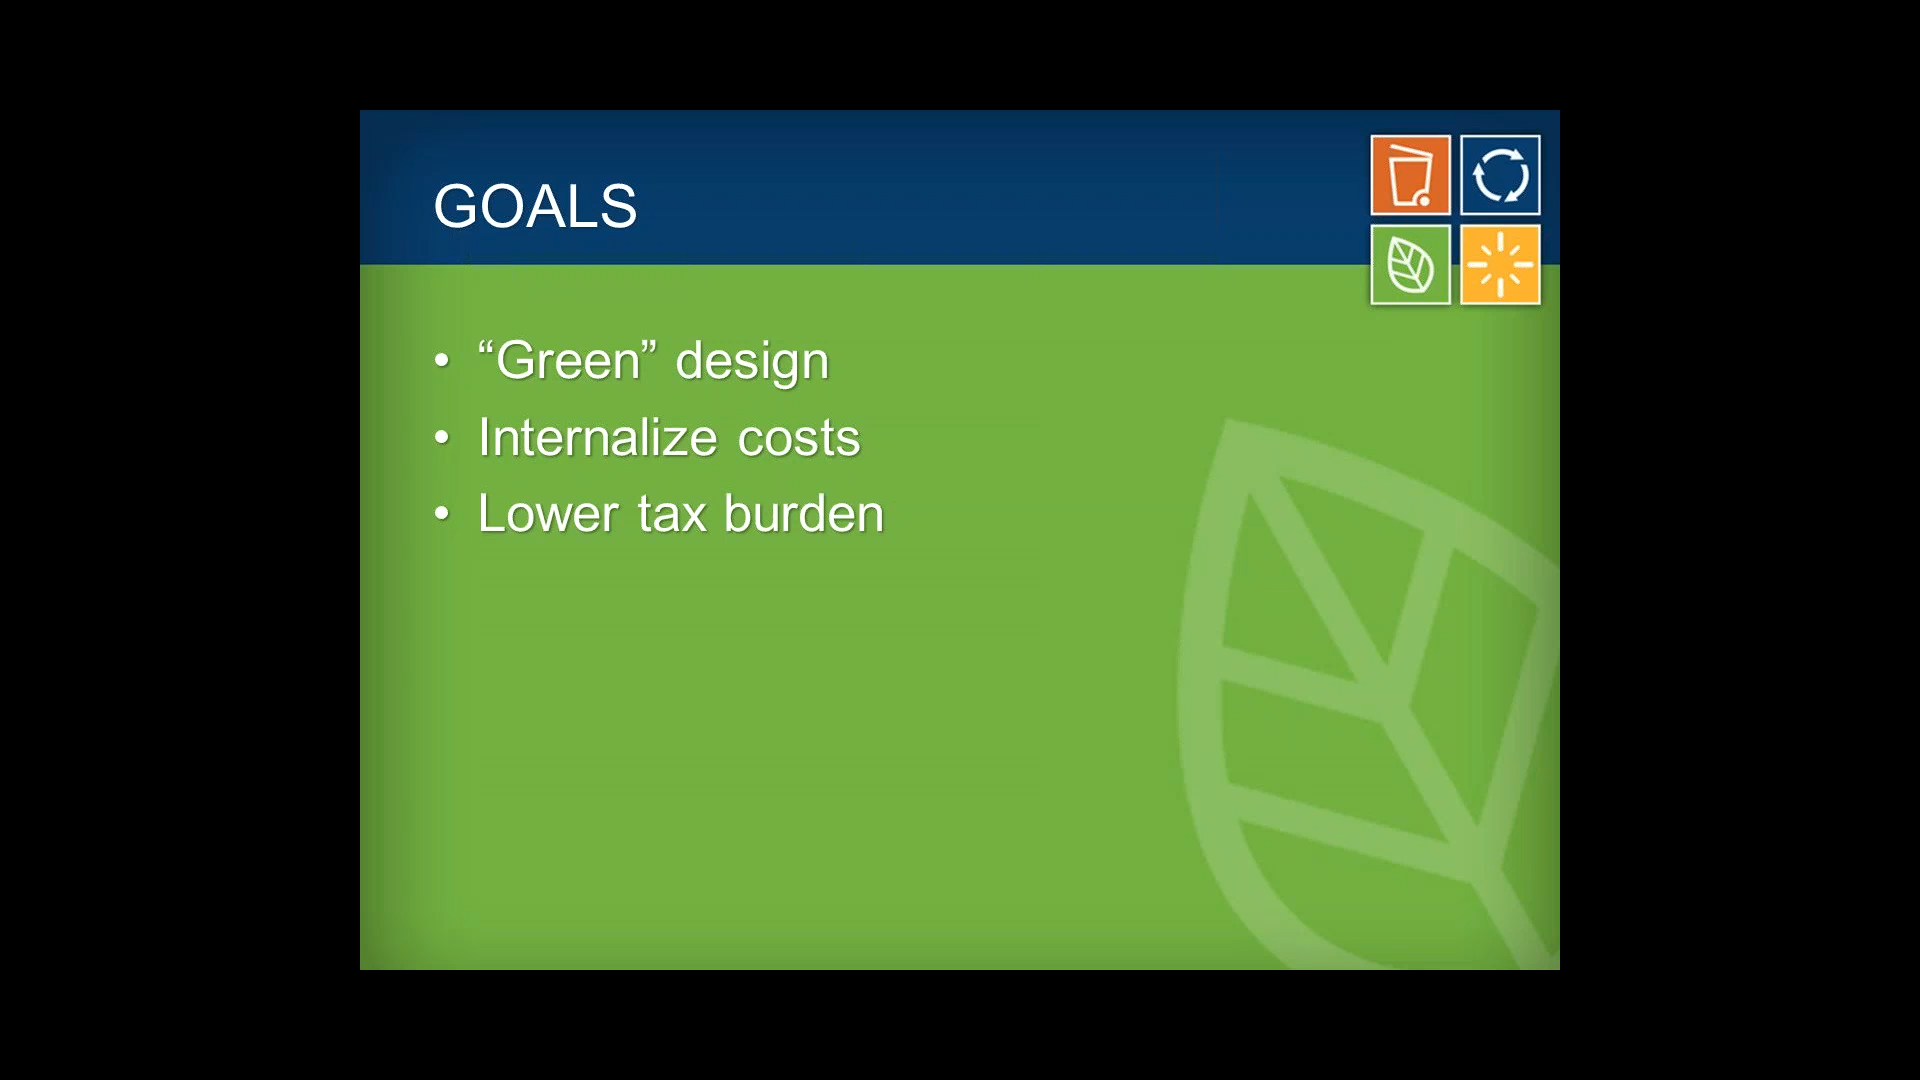 GOALS
• “Green” design
• Internalize costs
• Lower tax burden